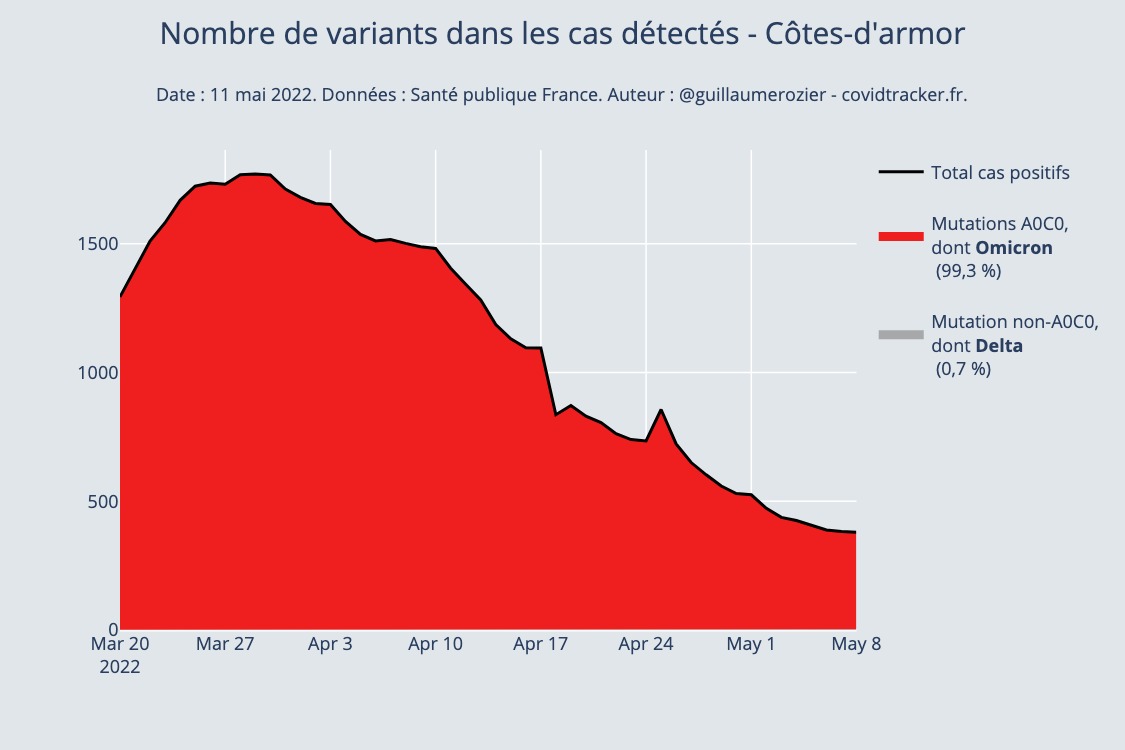 Nombre de variants dans les cas détectés - Côtes-d'armor
Date : 11 mai 2022. Données : Santé publique France. Auteur : @guillaumerozier - covidtracker.fr.
Total cas positifs
Mutations A0C0,
dont Omicron
(99,3 %)
Mutation non-A0C0,
dont Delta
(0,7 %)
1500
1000
500
0
Mar 20
2022
Mar 27
Apr 3
Apr 10
Apr 17
Apr 24
May 1
May 8